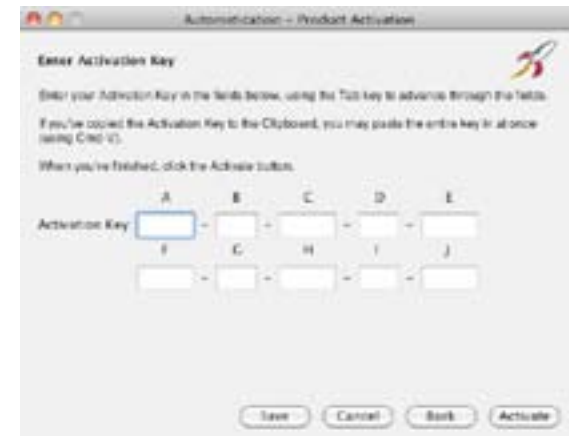 Automatication – Product Activation
Enter Activation Key
Enter your Activation Key in the fields below, using the Tab key to advance through the fields.
If you've copied the Activation Key to the Clipboard, you may paste the entire key in at once
(using Cmd-V).
When you're finished, click the Activate button.
A B C D E
Activation Key - - - -
F G H I J
- - - -
Save Cancel Back Activate